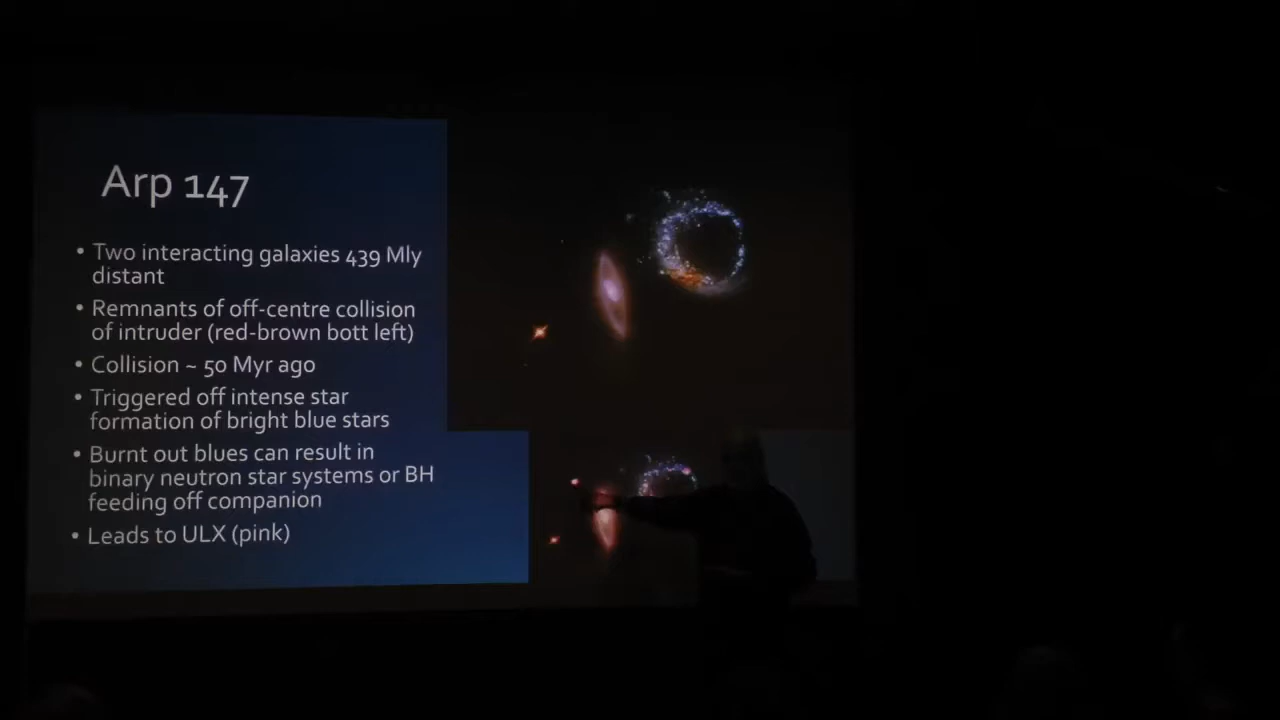 Arp 147
• Two interacting galaxies 439 Mly
distant
• Remnants of off-centre collision
of intruder (red-brown bott left)
• Collision ~ 50 Myr ago
• Triggered off intense star
formation of bright blue stars
• Burnt out blues can result in
binary neutron star systems or BH
feeding off companion
• Leads to ULX (pink)